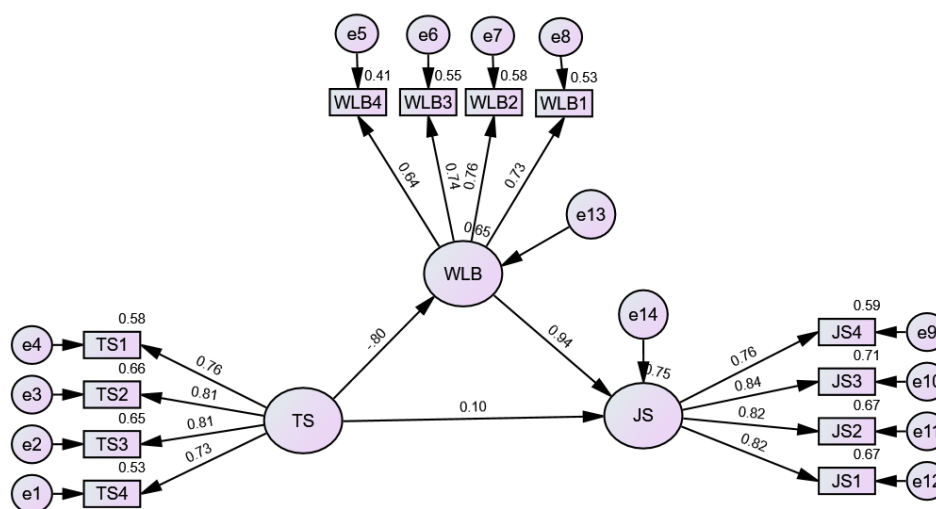 e5
e6
e7
e8
0.41
0.55
0.58
0.53
WLB4
WLB3
WLB2
WLB1
0.64
0.74
0.76
0.73
0.65
e13
WLB
-.80
0.94
e14
0.75
0.10
TS
JS
0.58
e4
TS1
0.76
0.66
e3
TS2
0.81
0.65
e2
TS3
0.81
0.53
e1
TS4
0.73
0.59
0.76
JS4
e9
0.71
0.84
JS3
e10
0.67
0.82
JS2
e11
0.67
0.82
JS1
e12